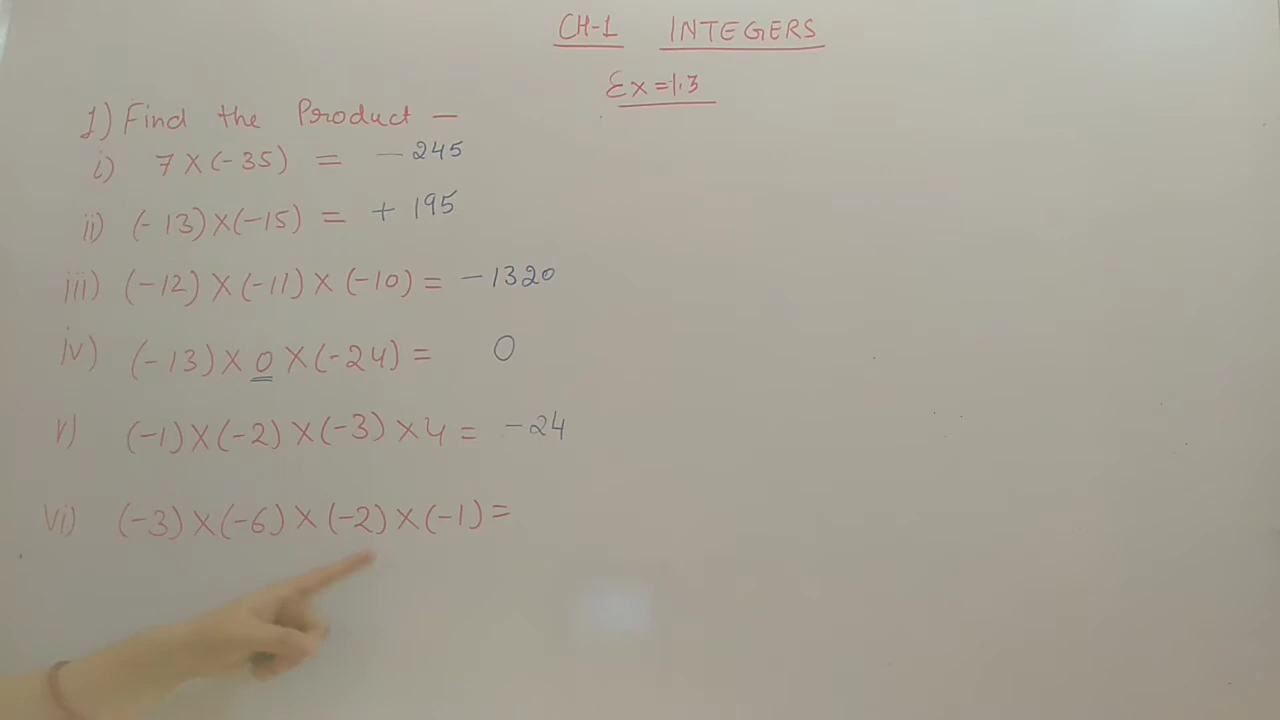 CH-1 INTEGERS
Ex = 1.3
1) Find the Product —
i) 7 X (-35) = - 245
ii) (-13) X (-15) = + 195
iii) (-12) X (-11) X (-10) = -1320
iv) (-13) X 0 X (-24) = 0
v) (-1) X (-2) X (-3) X 4 = -24
vi) (-3) X (-6) X (-2) X (-1) =